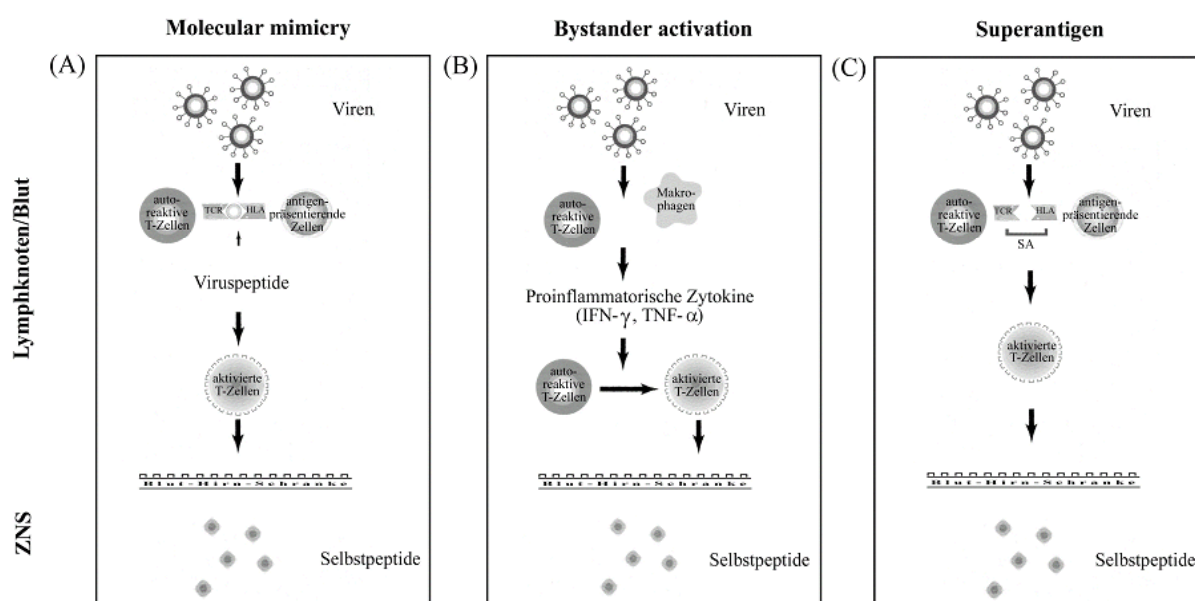 Molecular mimicry
Bystander activation
Superantigen
Lymphknoten/Blut
ZNS
(A)
Viren
auto-
reaktive
T-Zellen
TCR
HLA
antigen-
präsentierende
Zellen
Viruspeptide
aktivierte
T-Zellen
Blut-Hirn-Schranke
Selbstpeptide
(B)
Viren
auto-
reaktive
T-Zellen
Makro-
phagen
Proinflammatorische Zytokine
(IFN-γ, TNF-α)
auto-
reaktive
T-Zellen
aktivierte
T-Zellen
Blut-Hirn-Schranke
Selbstpeptide
(C)
Viren
auto-
reaktive
T-Zellen
TCR
HLA
antigen-
präsentierende
Zellen
SA
aktivierte
T-Zellen
Blut-Hirn-Schranke
Selbstpeptide